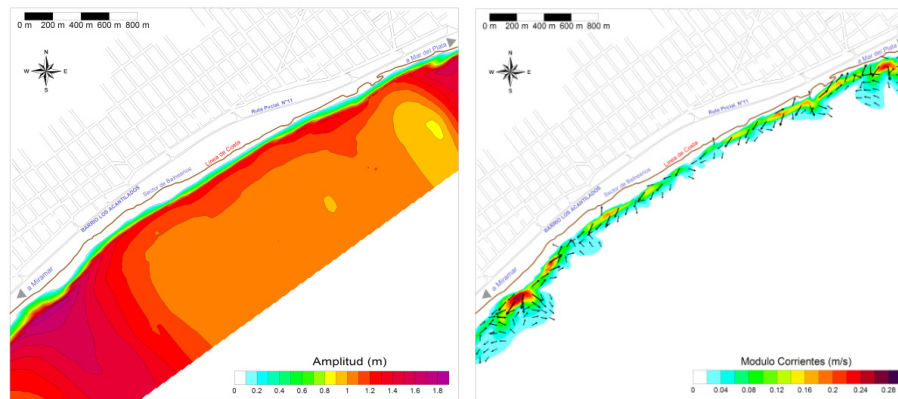 0 m 200 m 400 m 600 m 800 m
N
W E
S
a Mar del Plata
Ruta Pvcial. N°11
Linea de Costa
Sector de Balnearios
BARRIO LOS ACANTILADOS
a Miramar
Amplitud (m)
0 0.2 0.4 0.6 0.8 1 1.2 1.4 1.6 1.8
0 m 200 m 400 m 600 m 800 m
N
W E
S
a Mar del Plata
Ruta Pvcial. N°11
Linea de Costa
Sector de Balnearios
BARRIO LOS ACANTILADOS
a Miramar
Modulo Corrientes (m/s)
0 0.04 0.08 0.12 0.16 0.2 0.24 0.28